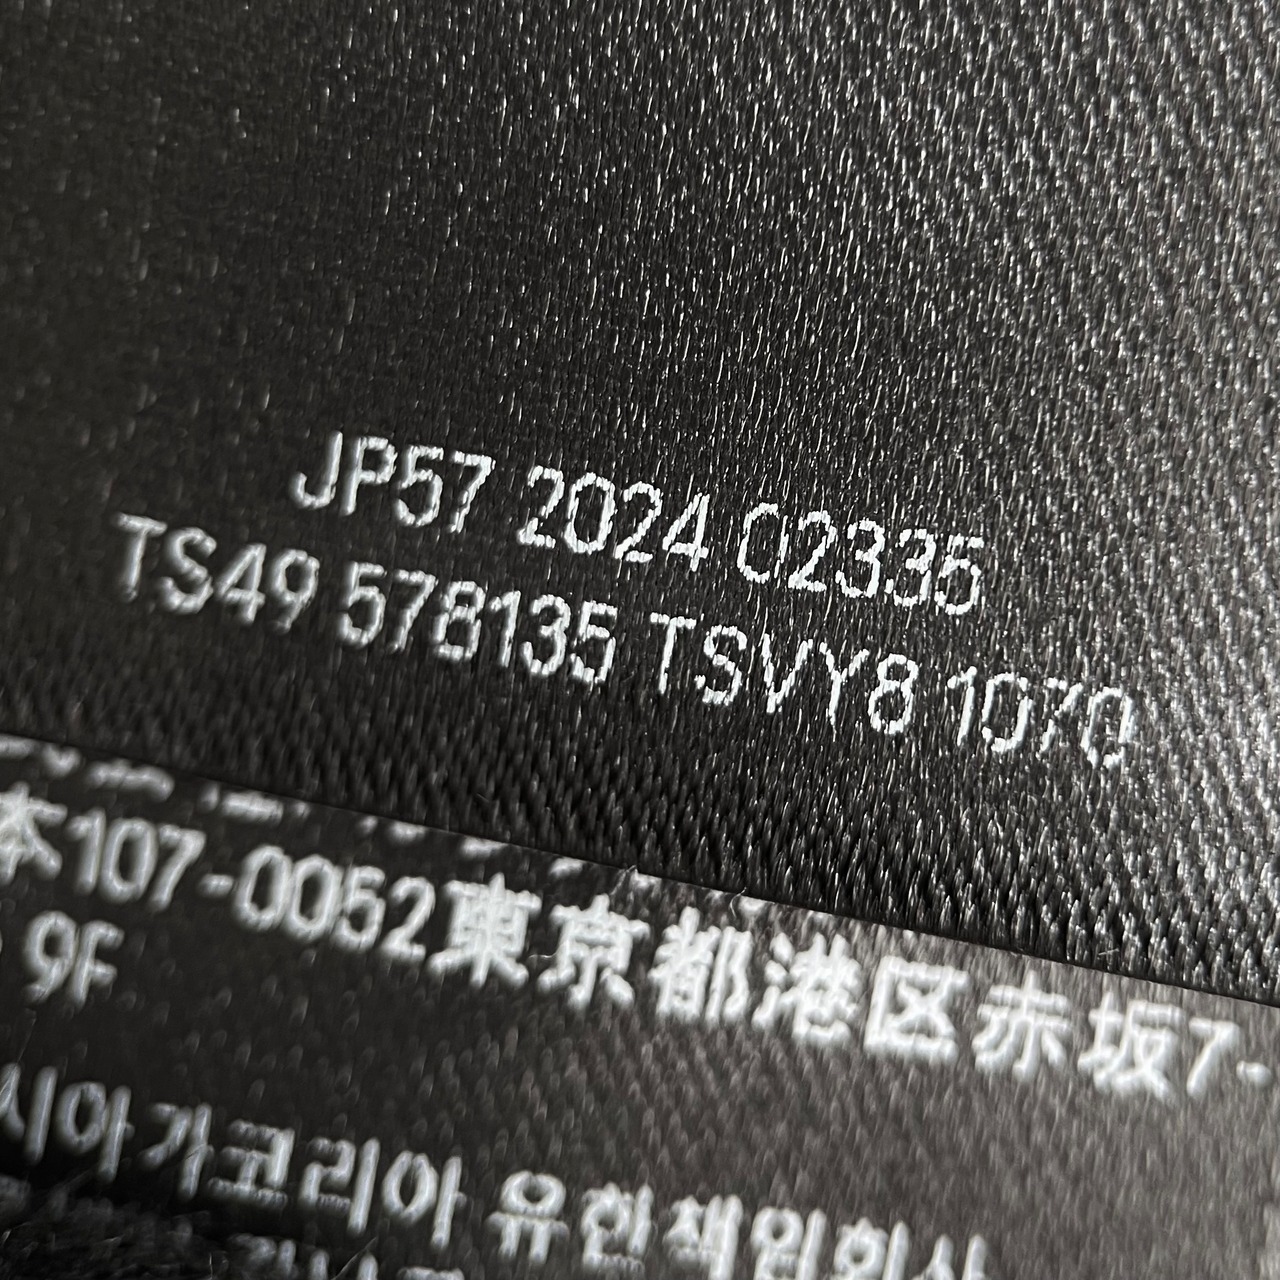 JP57 2024 02335
TS49 578135 TSVY8 1070
本107-0052東京都港区赤坂7-
9F
시아가코리아 유한책임회사